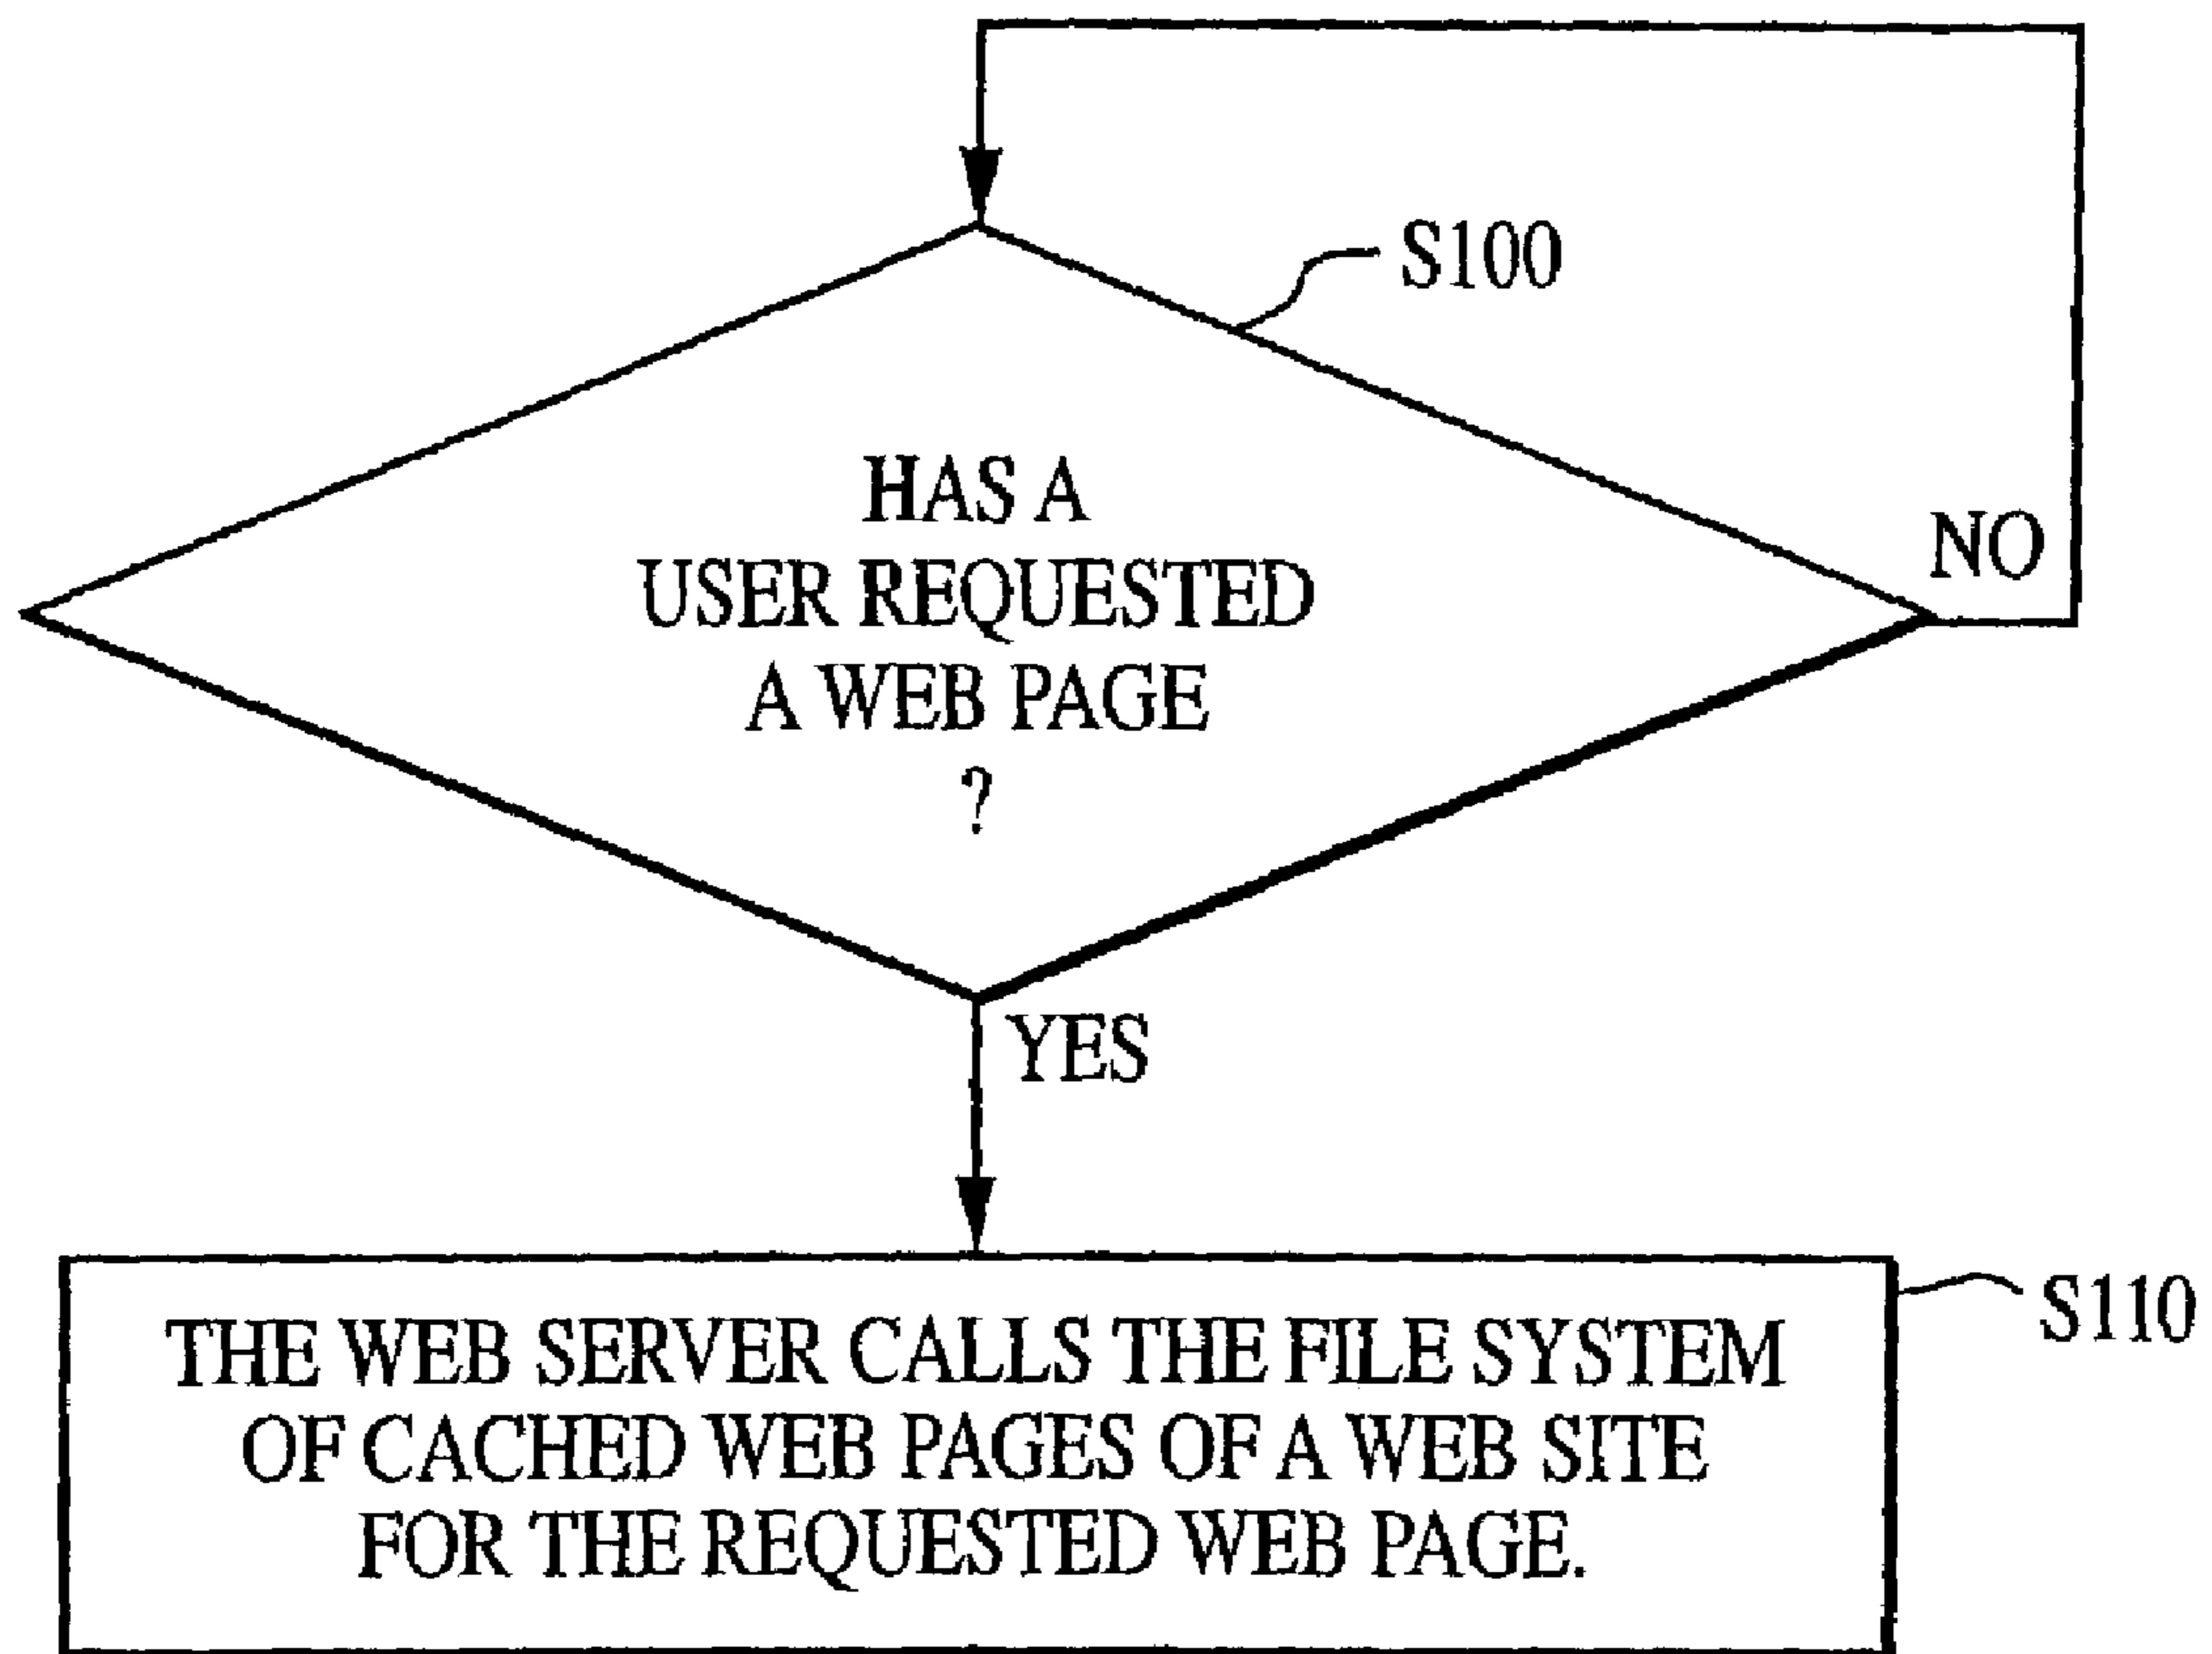 S100
HAS A
USER REQUESTED
A WEB PAGE
?
NO
YES
THE WEB SERVER CALLS THE FILE SYSTEM
OF CACHED WEB PAGES OF A WEB SITE
FOR THE REQUESTED WEB PAGE.
S110